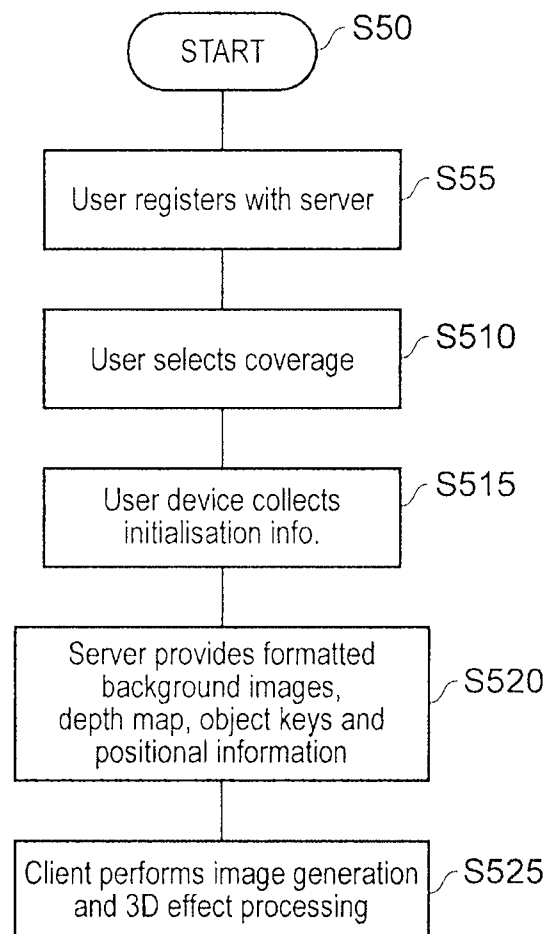 START
S50
User registers with server
S55
User selects coverage
S510
User device collects
initialisation info.
S515
Server provides formatted
background images,
depth map, object keys and
positional information
S520
Client performs image generation
and 3D effect processing
S525